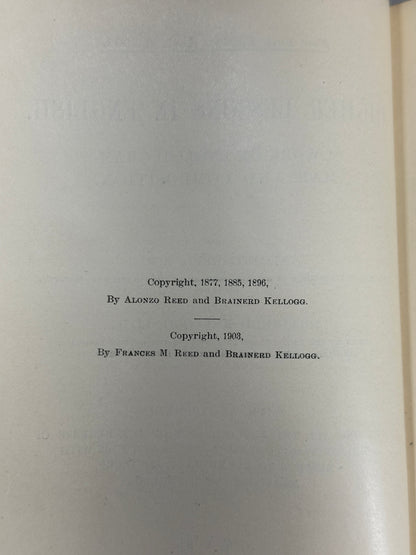 Copyright, 1877, 1885, 1896,
By Alonzo Reed and Brainerd Kellogg.
Copyright, 1903,
By Frances M. Reed and Brainerd Kellogg.